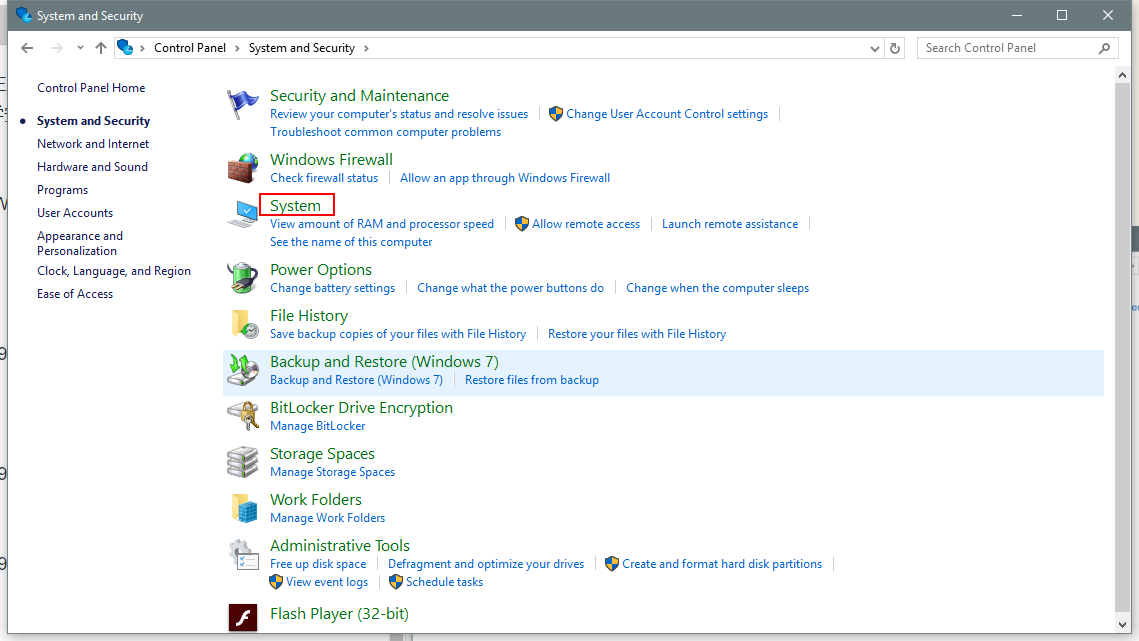 System and Security
Control Panel › System and Security ›
Search Control Panel
Control Panel Home
System and Security
Network and Internet
Hardware and Sound
Programs
User Accounts
Appearance and
Personalization
Clock, Language, and Region
Ease of Access
Security and Maintenance
Review your computer's status and resolve issues
Change User Account Control settings
Troubleshoot common computer problems
Windows Firewall
Check firewall status
Allow an app through Windows Firewall
System
View amount of RAM and processor speed
Allow remote access
Launch remote assistance
See the name of this computer
Power Options
Change battery settings
Change what the power buttons do
Change when the computer sleeps
File History
Save backup copies of your files with File History
Restore your files with File History
Backup and Restore (Windows 7)
Backup and Restore (Windows 7)
Restore files from backup
BitLocker Drive Encryption
Manage BitLocker
Storage Spaces
Manage Storage Spaces
Work Folders
Manage Work Folders
Administrative Tools
Free up disk space
Defragment and optimize your drives
Create and format hard disk partitions
View event logs
Schedule tasks
Flash Player (32-bit)